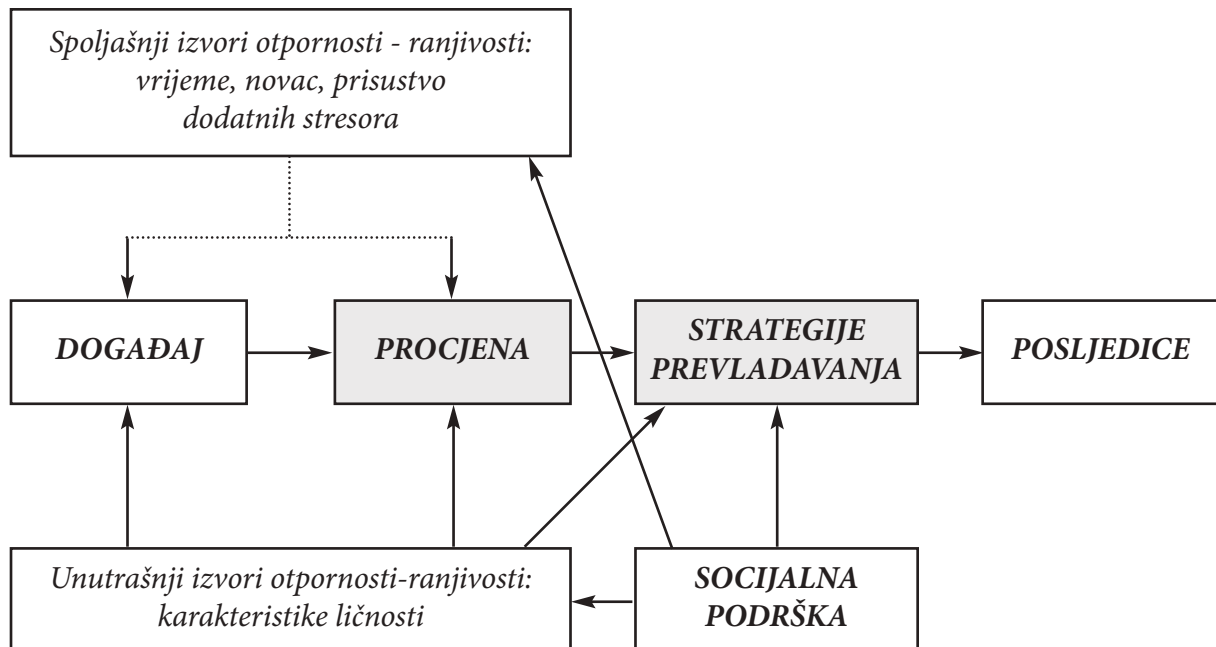 Spoljašnji izvori otpornosti - ranjivosti:
vrijeme, novac, prisustvo
dodatnih stresora
DOGAĐAJ
PROCJENA
STRATEGIJE
PREVLADAVANJA
POSLJEDICE
Unutrašnji izvori otpornosti-ranjivosti:
karakteristike ličnosti
SOCIJALNA
PODRŠKA